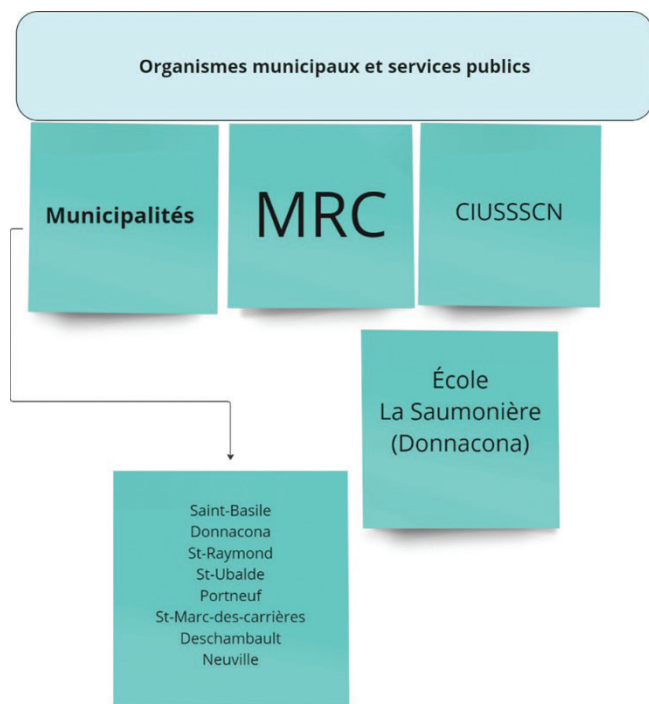 Organismes municipaux et services publics
Municipalités
MRC
CIUSSSCN
École
La Saumonière
(Donnacona)
Saint-Basile
Donnacona
St-Raymond
St-Ubalde
Portneuf
St-Marc-des-carrières
Deschambault
Neuville